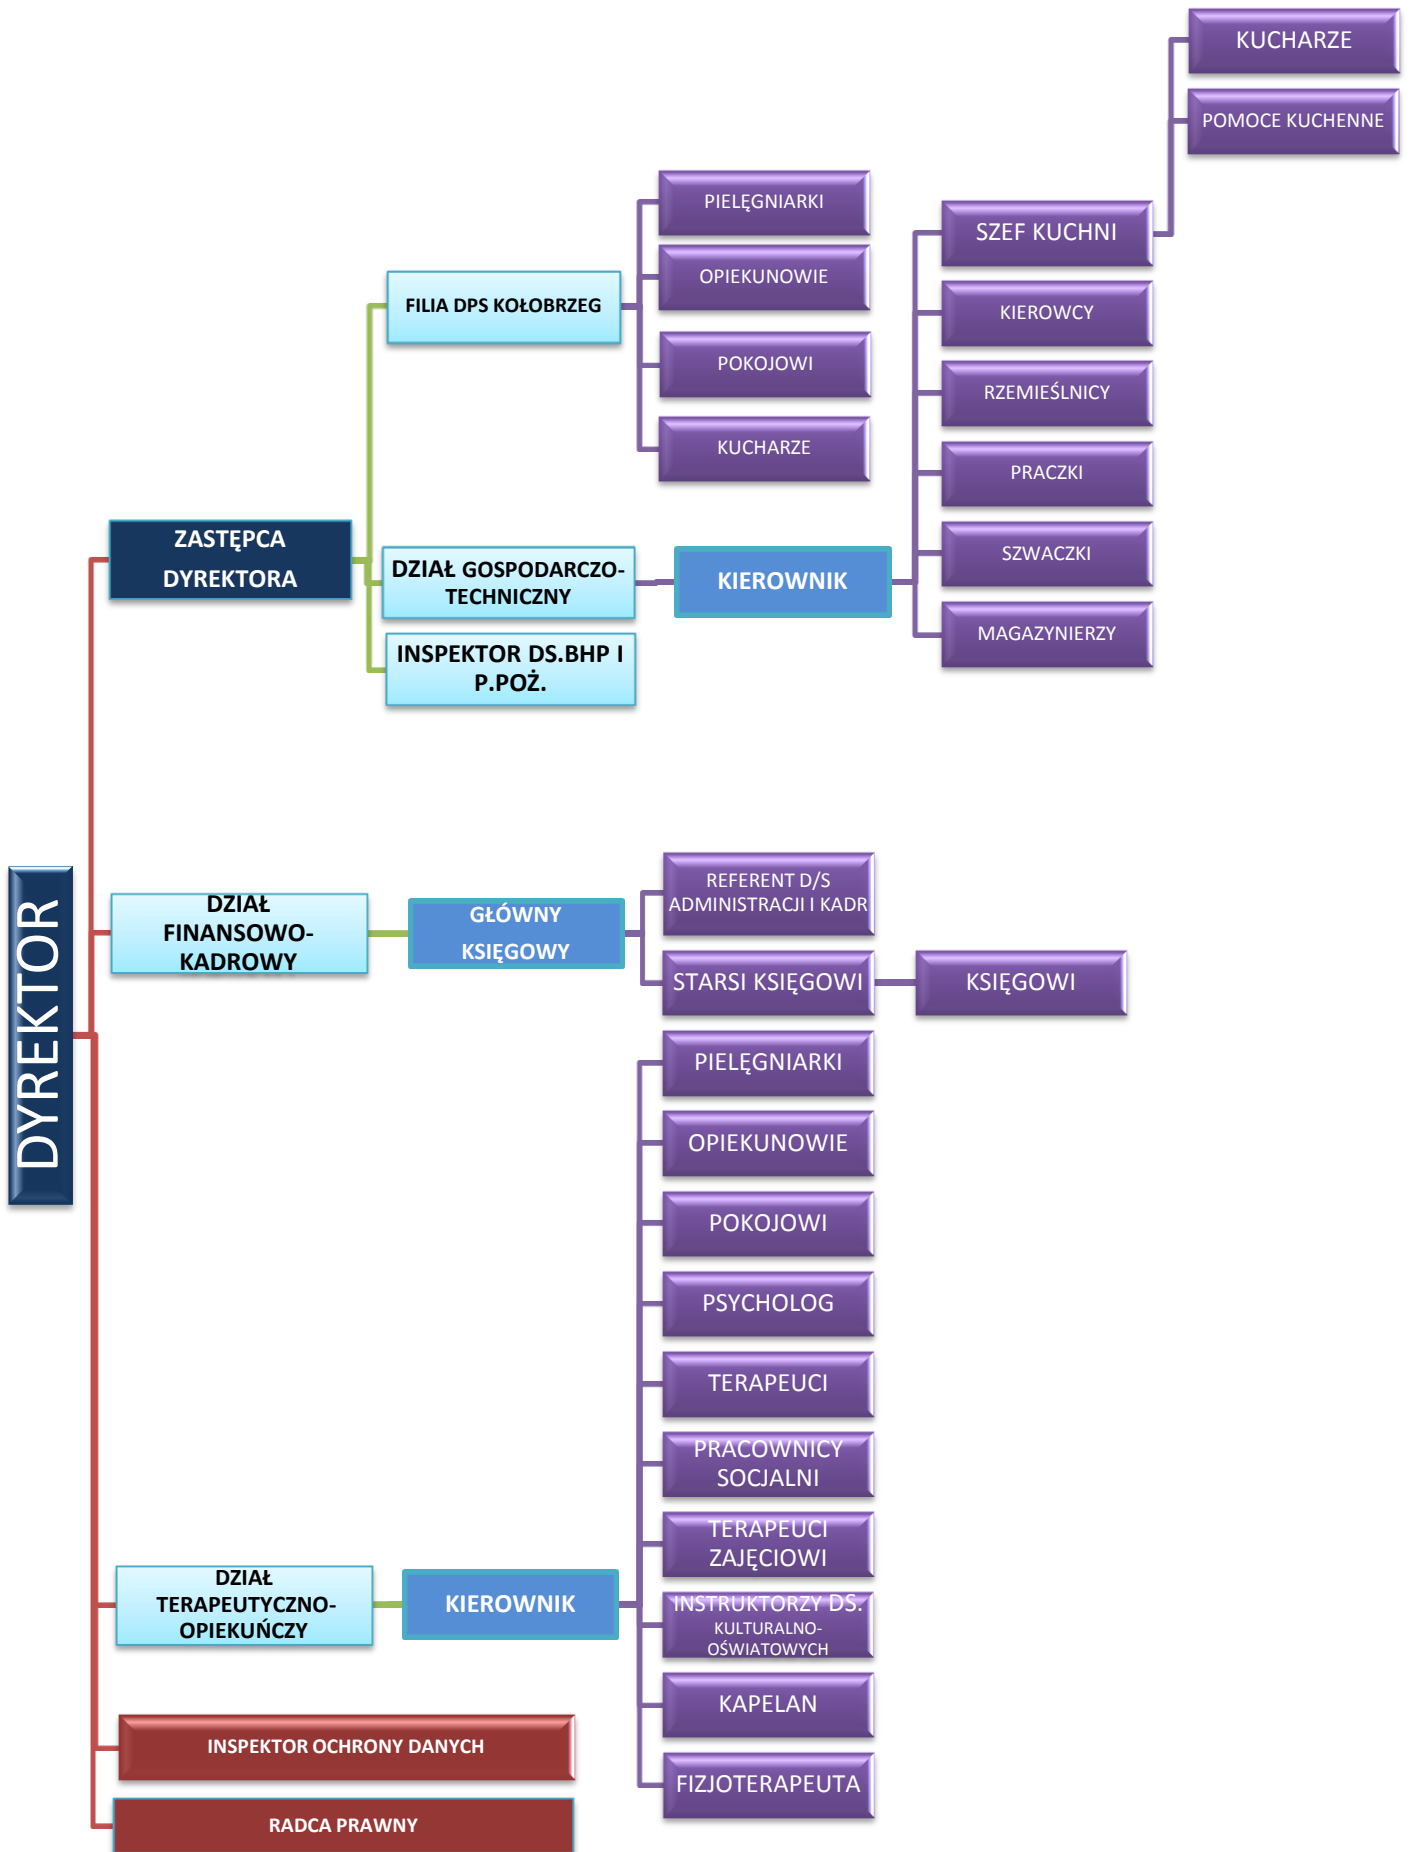 KUCHARZE
POMOCE KUCHENNE
PIELĘGNIARKI
OPIEKUNOWIE
POKOJOWI
KUCHARZE
SZEF KUCHNI
KIEROWCY
RZEMIEŚLNICY
PRACZKI
SZWACZKI
MAGAZYNIERZY
FILIA DPS KOŁOBRZEG
ZASTĘPCA
DYREKTORA
DZIAŁ GOSPODARCZO-
TECHNICZNY
KIEROWNIK
INSPEKTOR DS.BHP I
P.POŻ.
DYREKTOR
DZIAŁ
FINANSOWO-
KADROWY
GŁÓWNY
KSIĘGOWY
REFERENT D/S
ADMINISTRACJI I KADR
STARSI KSIĘGOWI
KSIĘGOWI
PIELĘGNIARKI
OPIEKUNOWIE
POKOJOWI
PSYCHOLOG
TERAPEUCI
PRACOWNICY
SOCJALNI
TERAPEUCI
ZAJĘCIOWI
INSTRUKTORZY DS.
KULTURALNO-
OŚWIATOWYCH
KAPELAN
FIZJOTERAPEUTA
DZIAŁ
TERAPEUTYCZNO-
OPIEKUŃCZY
KIEROWNIK
INSPEKTOR OCHRONY DANYCH
RADCA PRAWNY